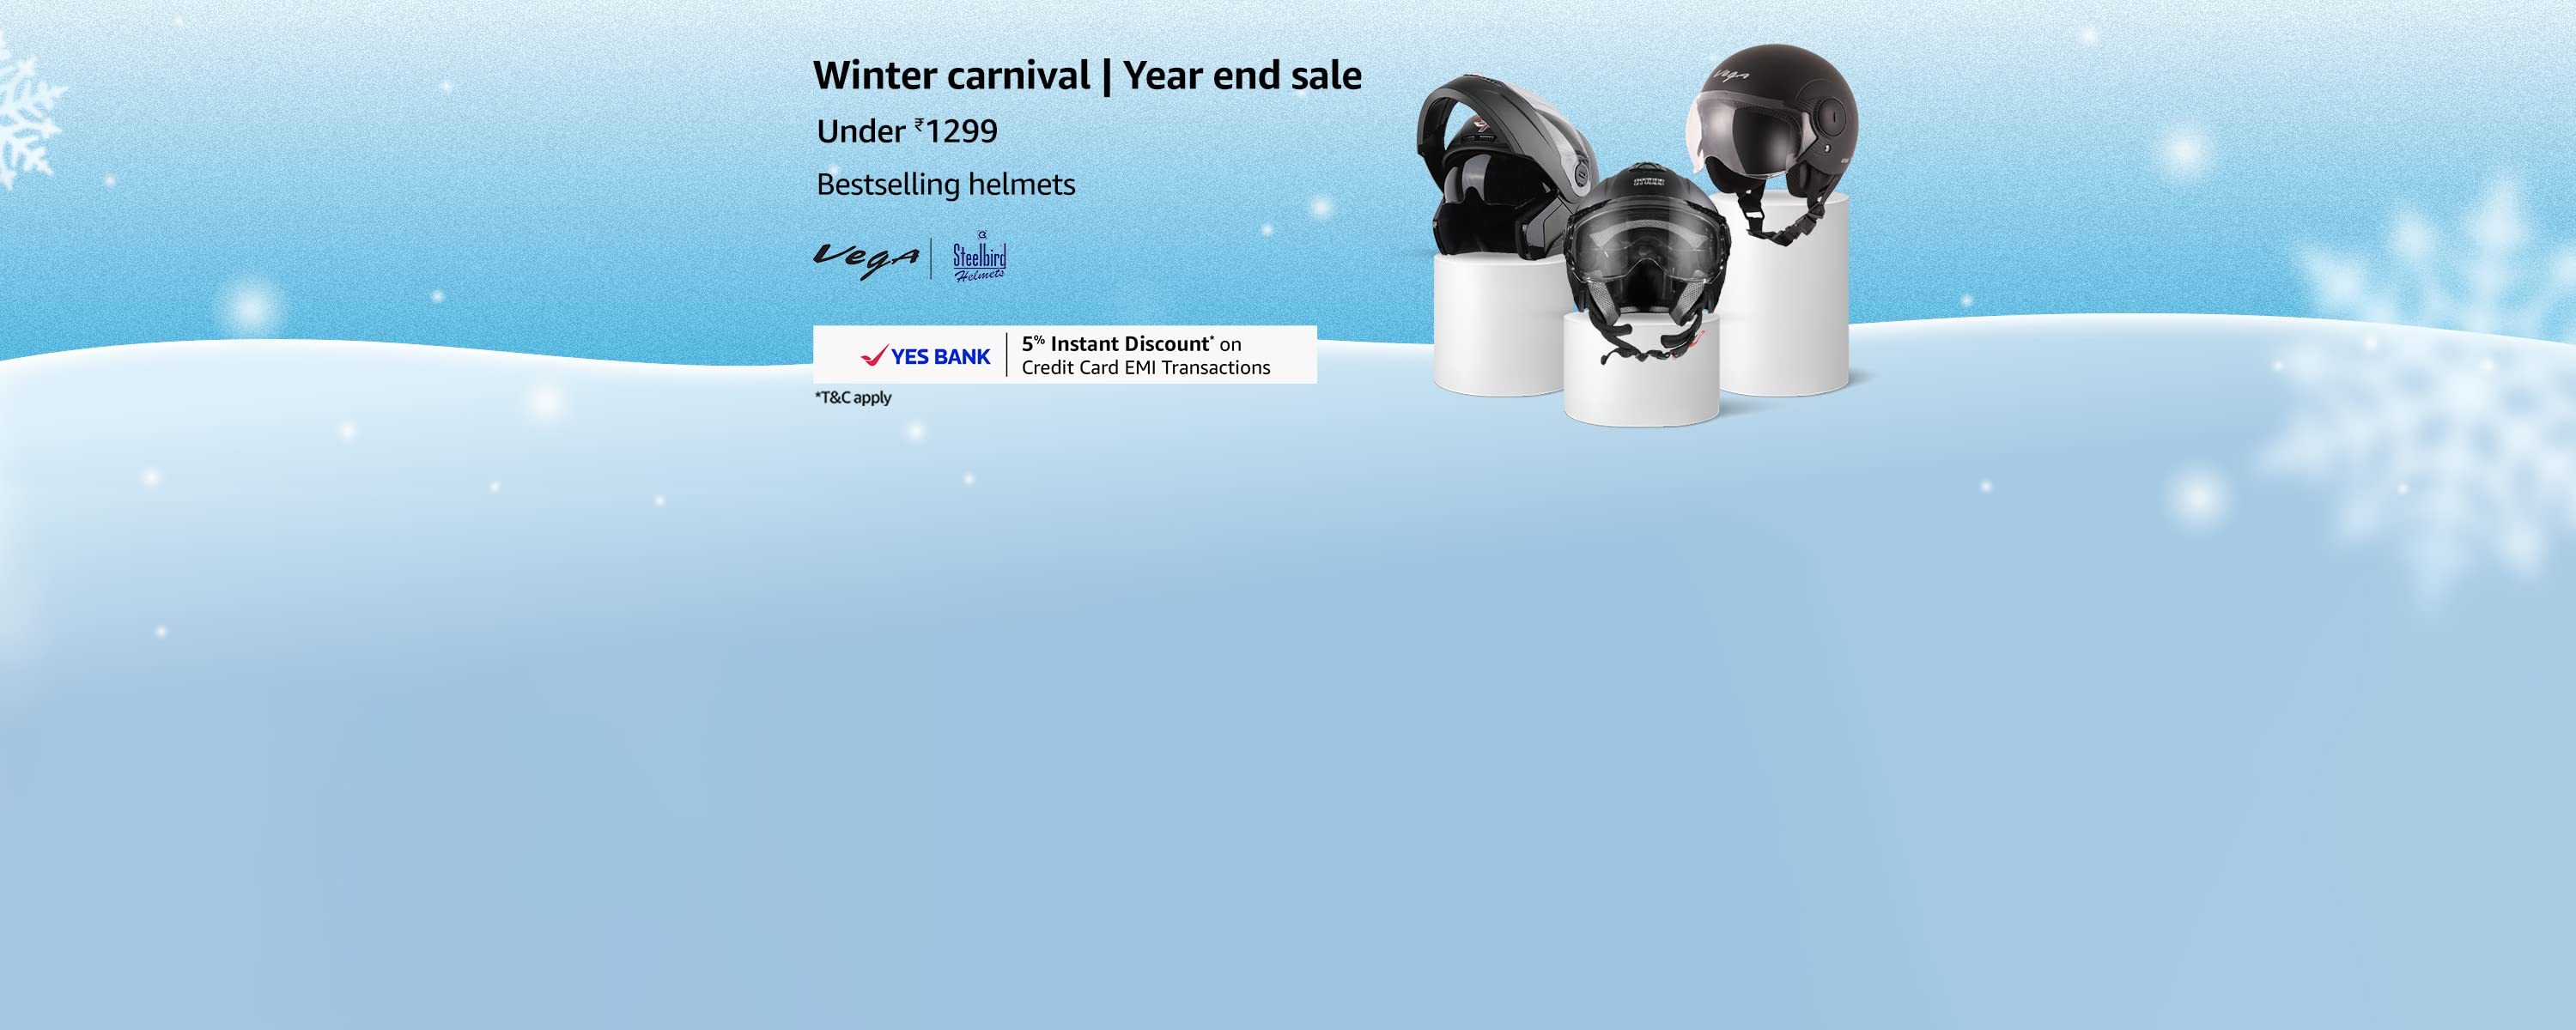 Winter carnival | Year end sale
Under ₹1299
Bestselling helmets
VegA
Steelbird
Helmets
YES BANK
5% Instant Discount* on
Credit Card EMI Transactions
*T&C apply
Vega